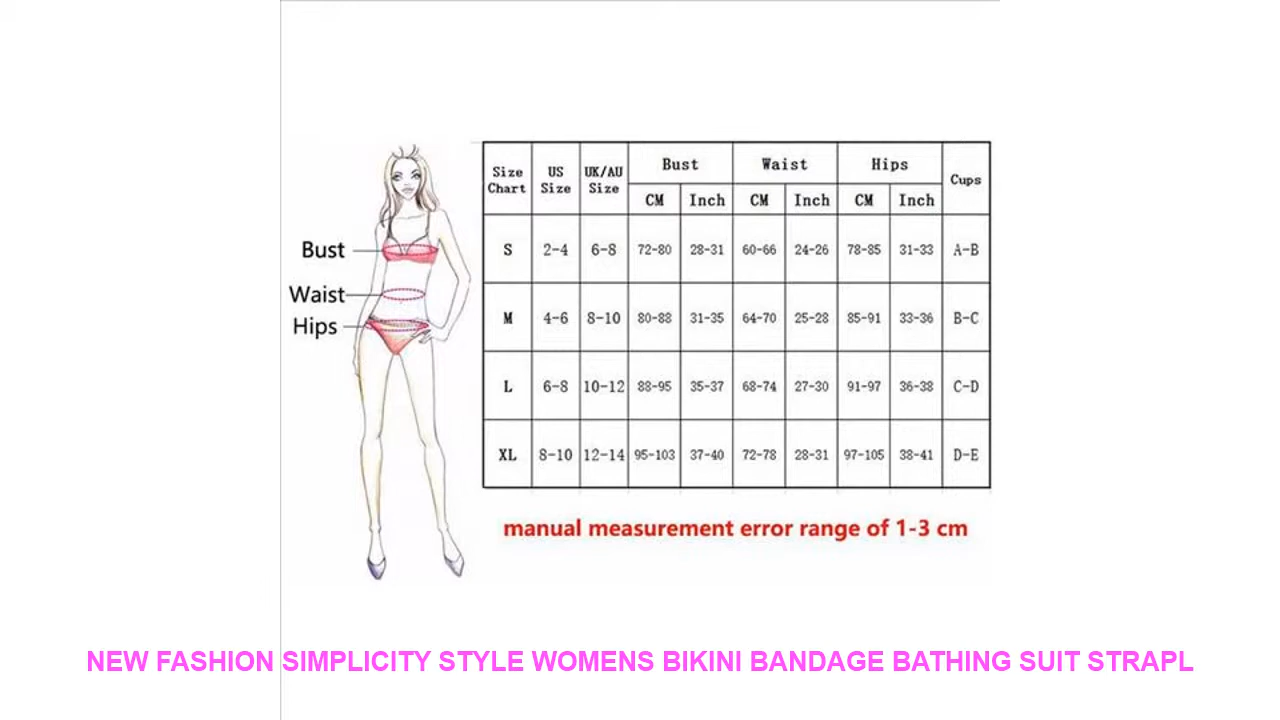 Bust
Waist
Hips
Size Chart US Size UK/AU Size Bust Waist Hips Cups
CM Inch CM Inch CM Inch
S 2-4 6-8 72-80 28-31 60-66 24-26 78-85 31-33 A-B
M 4-6 8-10 80-88 31-35 64-70 25-28 85-91 33-36 B-C
L 6-8 10-12 88-95 35-37 68-74 27-30 91-97 36-38 C-D
XL 8-10 12-14 95-103 37-40 72-78 28-31 97-105 38-41 D-E
manual measurement error range of 1-3 cm
NEW FASHION SIMPLICITY STYLE WOMENS BIKINI BANDAGE BATHING SUIT STRAPL